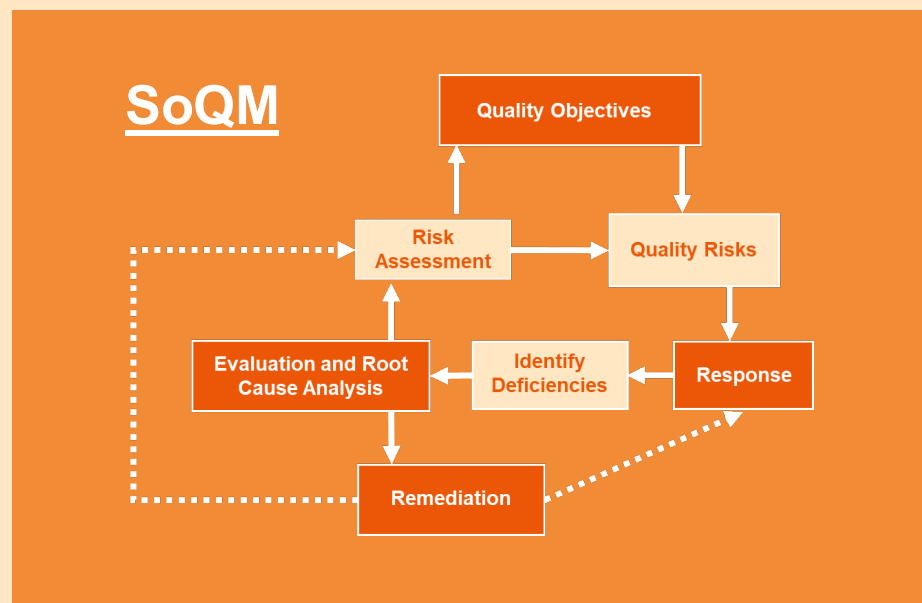 SoQM
Quality Objectives
Risk
Assessment
Quality Risks
Evaluation and Root
Cause Analysis
Identify
Deficiencies
Response
Remediation